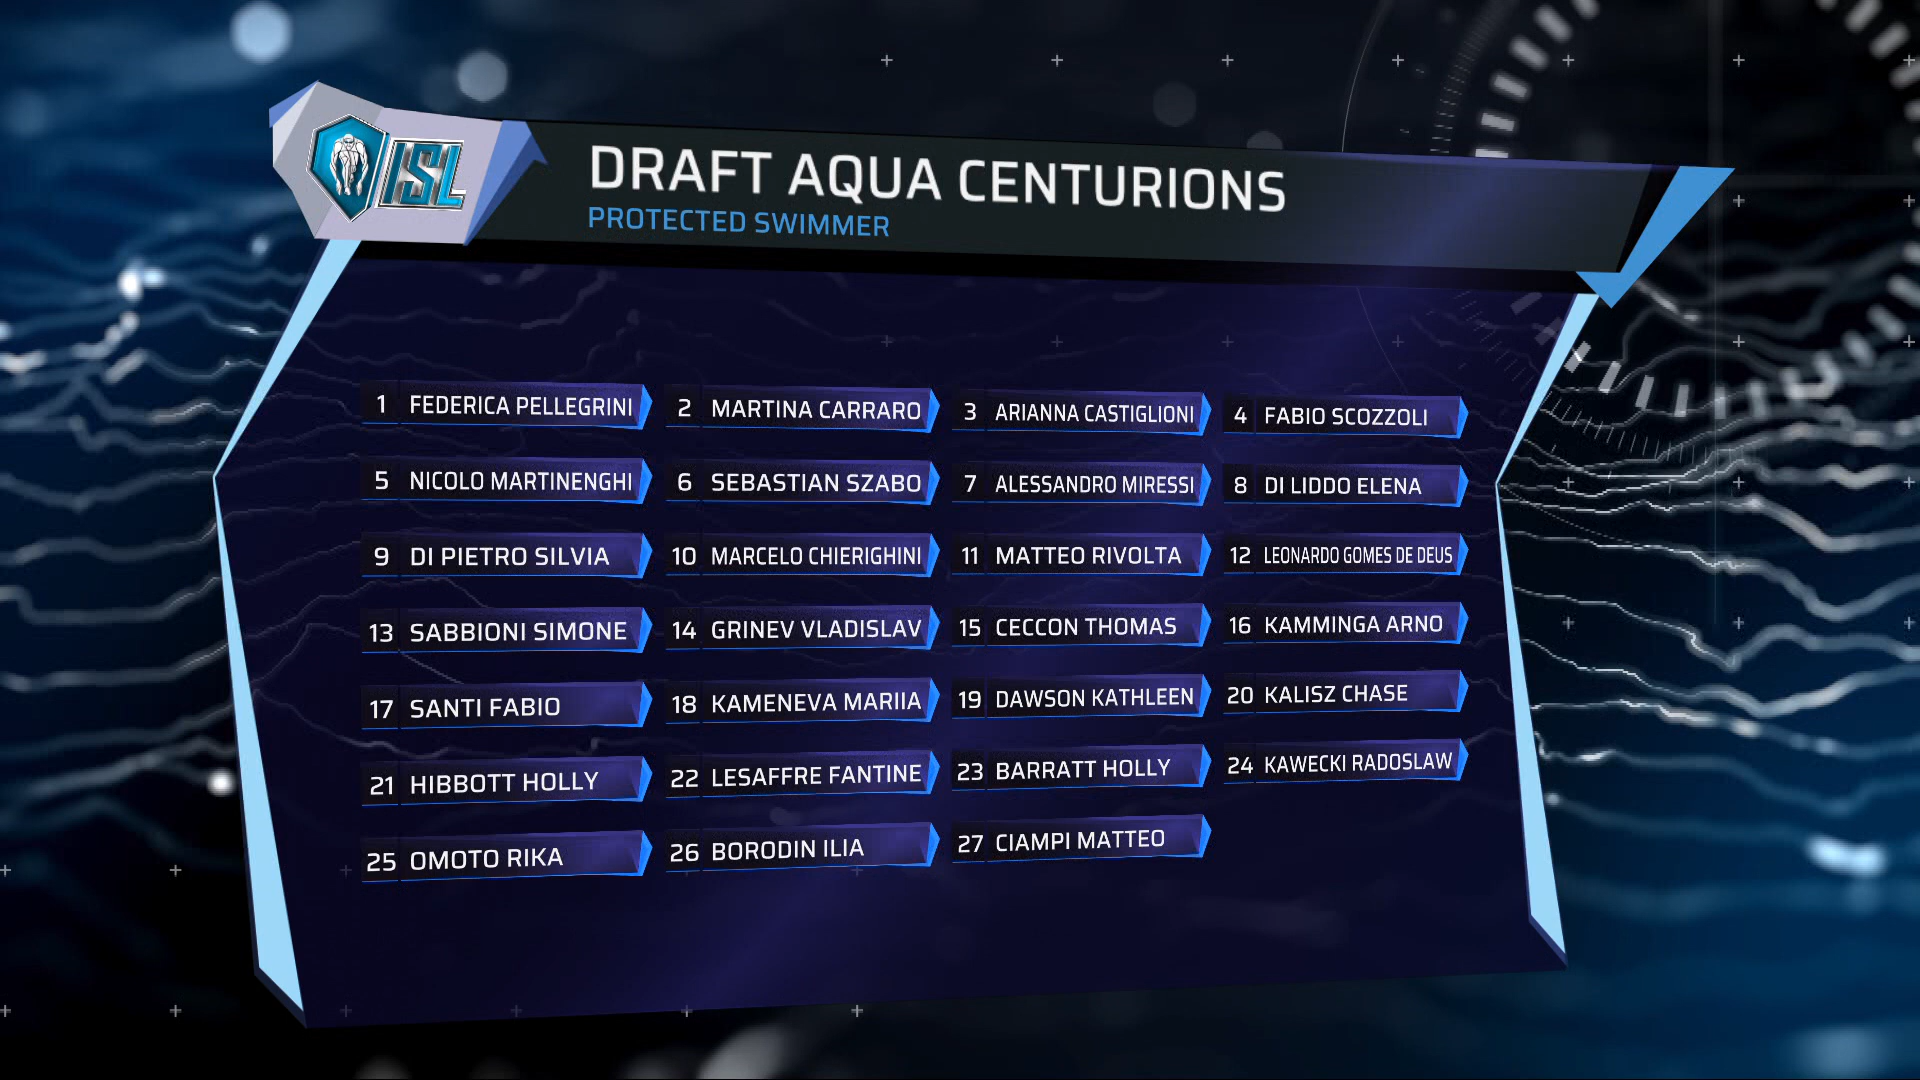 ISL
DRAFT AQUA CENTURIONS
PROTECTED SWIMMER
1 FEDERICA PELLEGRINI
2 MARTINA CARRARO
3 ARIANNA CASTIGLIONI
4 FABIO SCOZZOLI
5 NICOLO MARTINENGHI
6 SEBASTIAN SZABO
7 ALESSANDRO MIRESSI
8 DI LIDDO ELENA
9 DI PIETRO SILVIA
10 MARCELO CHIERIGHINI
11 MATTEO RIVOLTA
12 LEONARDO GOMES DE DEUS
13 SABBIONI SIMONE
14 GRINEV VLADISLAV
15 CECCON THOMAS
16 KAMMINGA ARNO
17 SANTI FABIO
18 KAMENEVA MARIIA
19 DAWSON KATHLEEN
20 KALISZ CHASE
21 HIBBOTT HOLLY
22 LESAFFRE FANTINE
23 BARRATT HOLLY
24 KAWECKI RADOSLAW
25 OMOTO RIKA
26 BORODIN ILIA
27 CIAMPI MATTEO